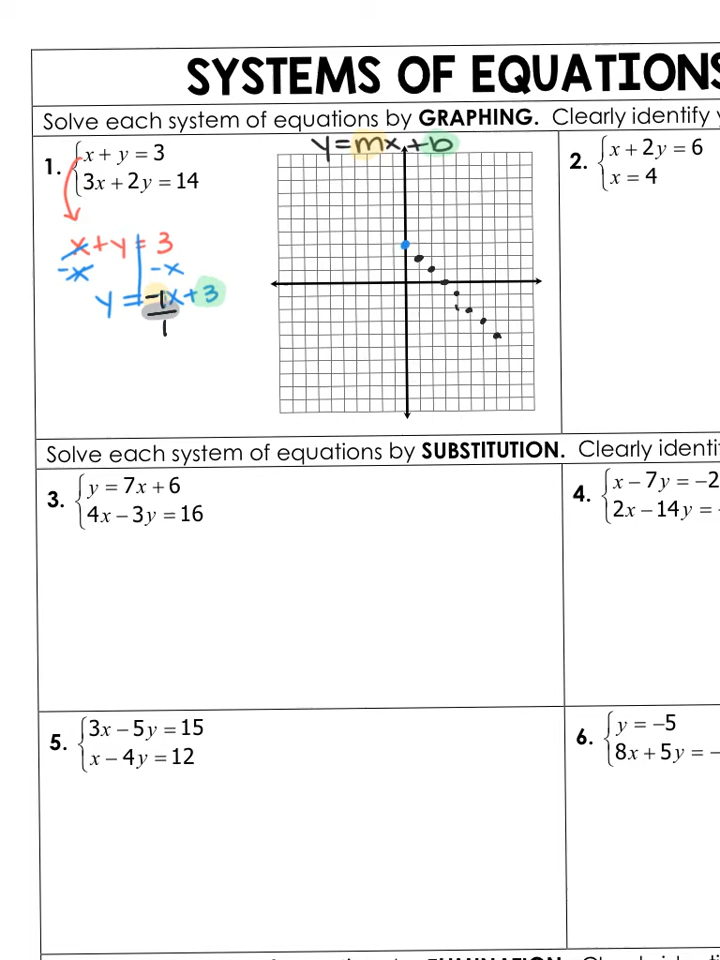 SYSTEMS OF EQUATIONS
Solve each system of equations by GRAPHING. Clearly identify
1. x + y = 3
3x + 2y = 14
y=mx+b
x+y = 3
-x -x
y = -1x+3
1
2. x + 2y = 6
x = 4
Solve each system of equations by SUBSTITUTION. Clearly identi
3. y = 7x + 6
4x – 3y = 16
4. x – 7y = –2
2x – 14y =
5. 3x – 5y = 15
x – 4y = 12
6. y = –5
8x + 5y = –